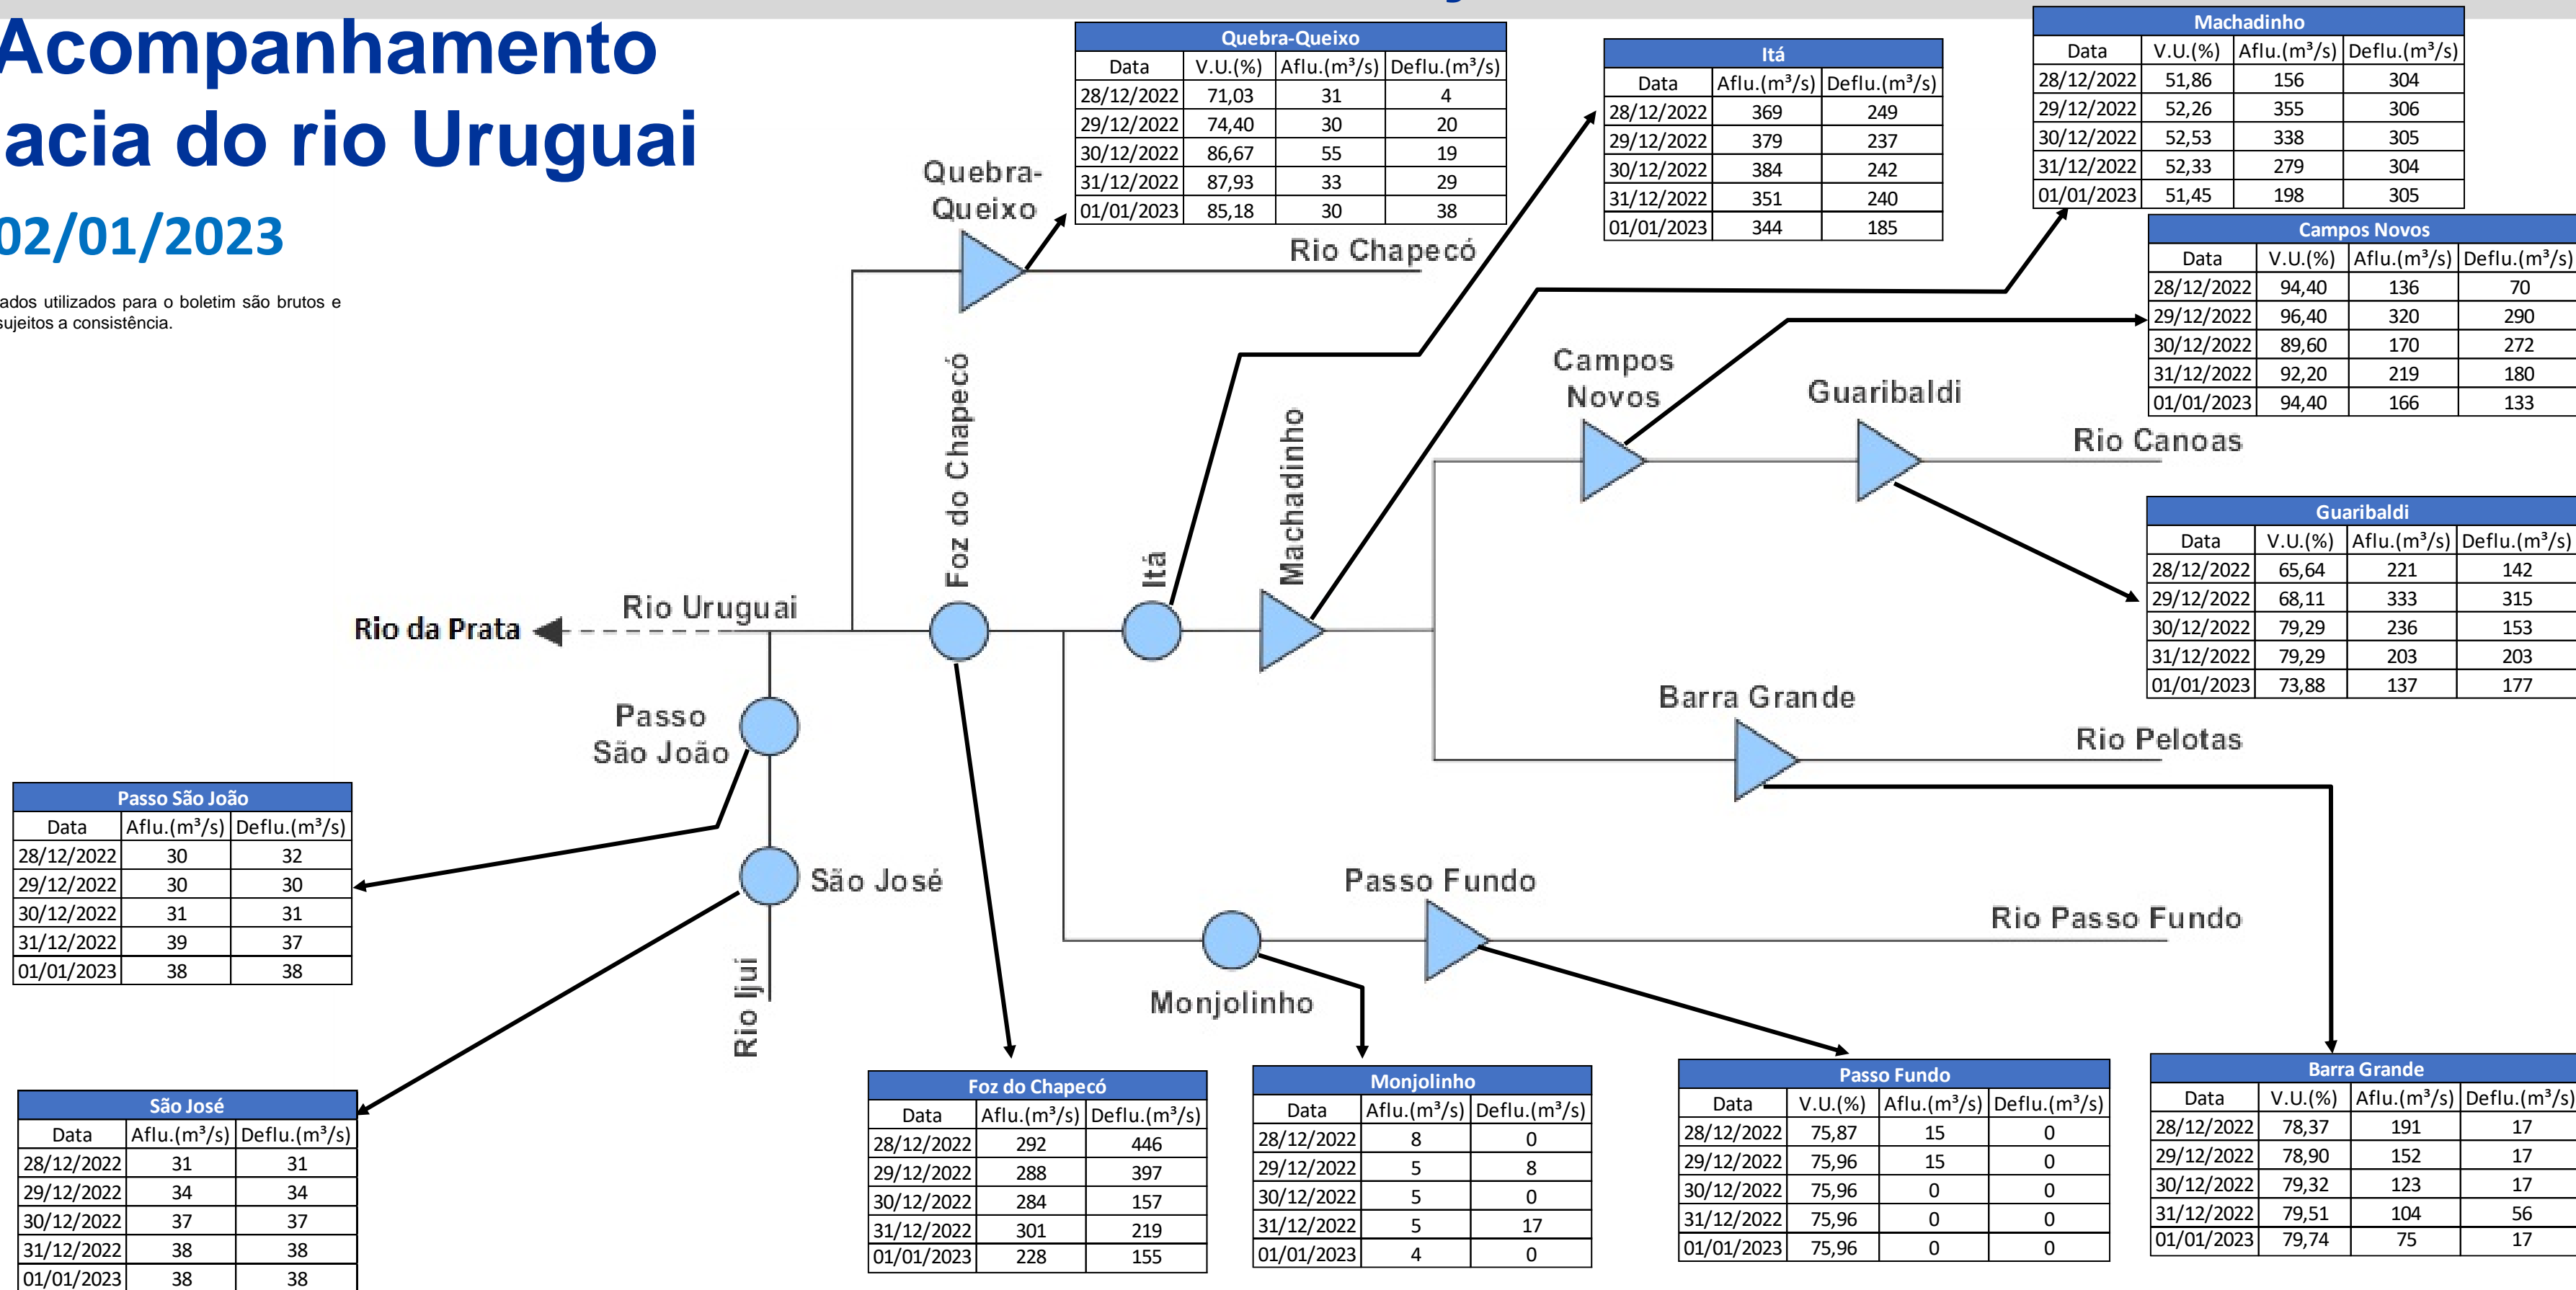 Acompanhamento
acia do rio Uruguai
02/01/2023
ados utilizados para o boletim são brutos e
sujeitos a consistência.
Quebra-Queixo
Data V.U.(%) Aflu.(m³/s) Deflu.(m³/s)
28/12/2022 71,03 31 4
29/12/2022 74,40 30 20
30/12/2022 86,67 55 19
31/12/2022 87,93 33 29
01/01/2023 85,18 30 38
Itá
Data Aflu.(m³/s) Deflu.(m³/s)
28/12/2022 369 249
29/12/2022 379 237
30/12/2022 384 242
31/12/2022 351 240
01/01/2023 344 185
Machadinho
Data V.U.(%) Aflu.(m³/s) Deflu.(m³/s)
28/12/2022 51,86 156 304
29/12/2022 52,26 355 306
30/12/2022 52,53 338 305
31/12/2022 52,33 279 304
01/01/2023 51,45 198 305
Campos Novos
Data V.U.(%) Aflu.(m³/s) Deflu.(m³/s)
28/12/2022 94,40 136 70
29/12/2022 96,40 320 290
30/12/2022 89,60 170 272
31/12/2022 92,20 219 180
01/01/2023 94,40 166 133
Quebra-
Queixo
Rio Chapecó
Foz do Chapecó
Itá
Machadinho
Campos
Novos
Guaribaldi
Rio Canoas
Guaribaldi
Data V.U.(%) Aflu.(m³/s) Deflu.(m³/s)
28/12/2022 65,64 221 142
29/12/2022 68,11 333 315
30/12/2022 79,29 236 153
31/12/2022 79,29 203 203
01/01/2023 73,88 137 177
Rio da Prata
Rio Uruguai
Barra Grande
Rio Pelotas
Passo
São João
São José
Rio Ijuí
Passo Fundo
Rio Passo Fundo
Monjolinho
Passo São João
Data Aflu.(m³/s) Deflu.(m³/s)
28/12/2022 30 32
29/12/2022 30 30
30/12/2022 31 31
31/12/2022 39 37
01/01/2023 38 38
São José
Data Aflu.(m³/s) Deflu.(m³/s)
28/12/2022 31 31
29/12/2022 34 34
30/12/2022 37 37
31/12/2022 38 38
01/01/2023 38 38
Foz do Chapecó
Data Aflu.(m³/s) Deflu.(m³/s)
28/12/2022 292 446
29/12/2022 288 397
30/12/2022 284 157
31/12/2022 301 219
01/01/2023 228 155
Monjolinho
Data Aflu.(m³/s) Deflu.(m³/s)
28/12/2022 8 0
29/12/2022 5 8
30/12/2022 5 0
31/12/2022 5 17
01/01/2023 4 0
Passo Fundo
Data V.U.(%) Aflu.(m³/s) Deflu.(m³/s)
28/12/2022 75,87 15 0
29/12/2022 75,96 15 0
30/12/2022 75,96 0 0
31/12/2022 75,96 0 0
01/01/2023 75,96 0 0
Barra Grande
Data V.U.(%) Aflu.(m³/s) Deflu.(m³/s)
28/12/2022 78,37 191 17
29/12/2022 78,90 152 17
30/12/2022 79,32 123 17
31/12/2022 79,51 104 56
01/01/2023 79,74 75 17